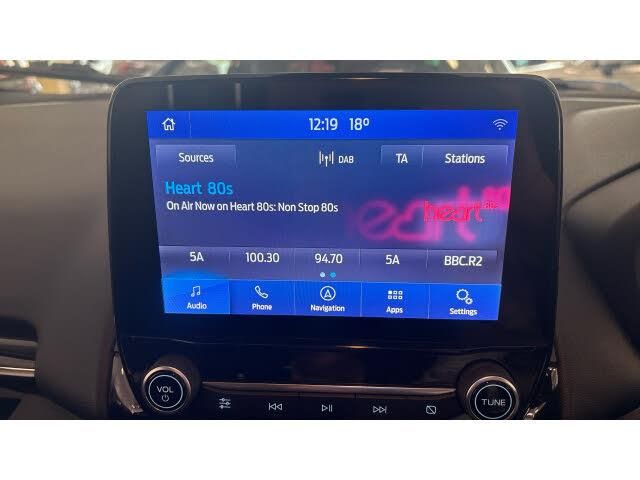 12:19 18º
Sources DAB TA Stations
Heart 80s
On Air Now on Heart 80s: Non Stop 80s
heart
heart
5A 100.30 94.70 5A BBC.R2
Audio Phone Navigation Apps Settings
VOL TUNE